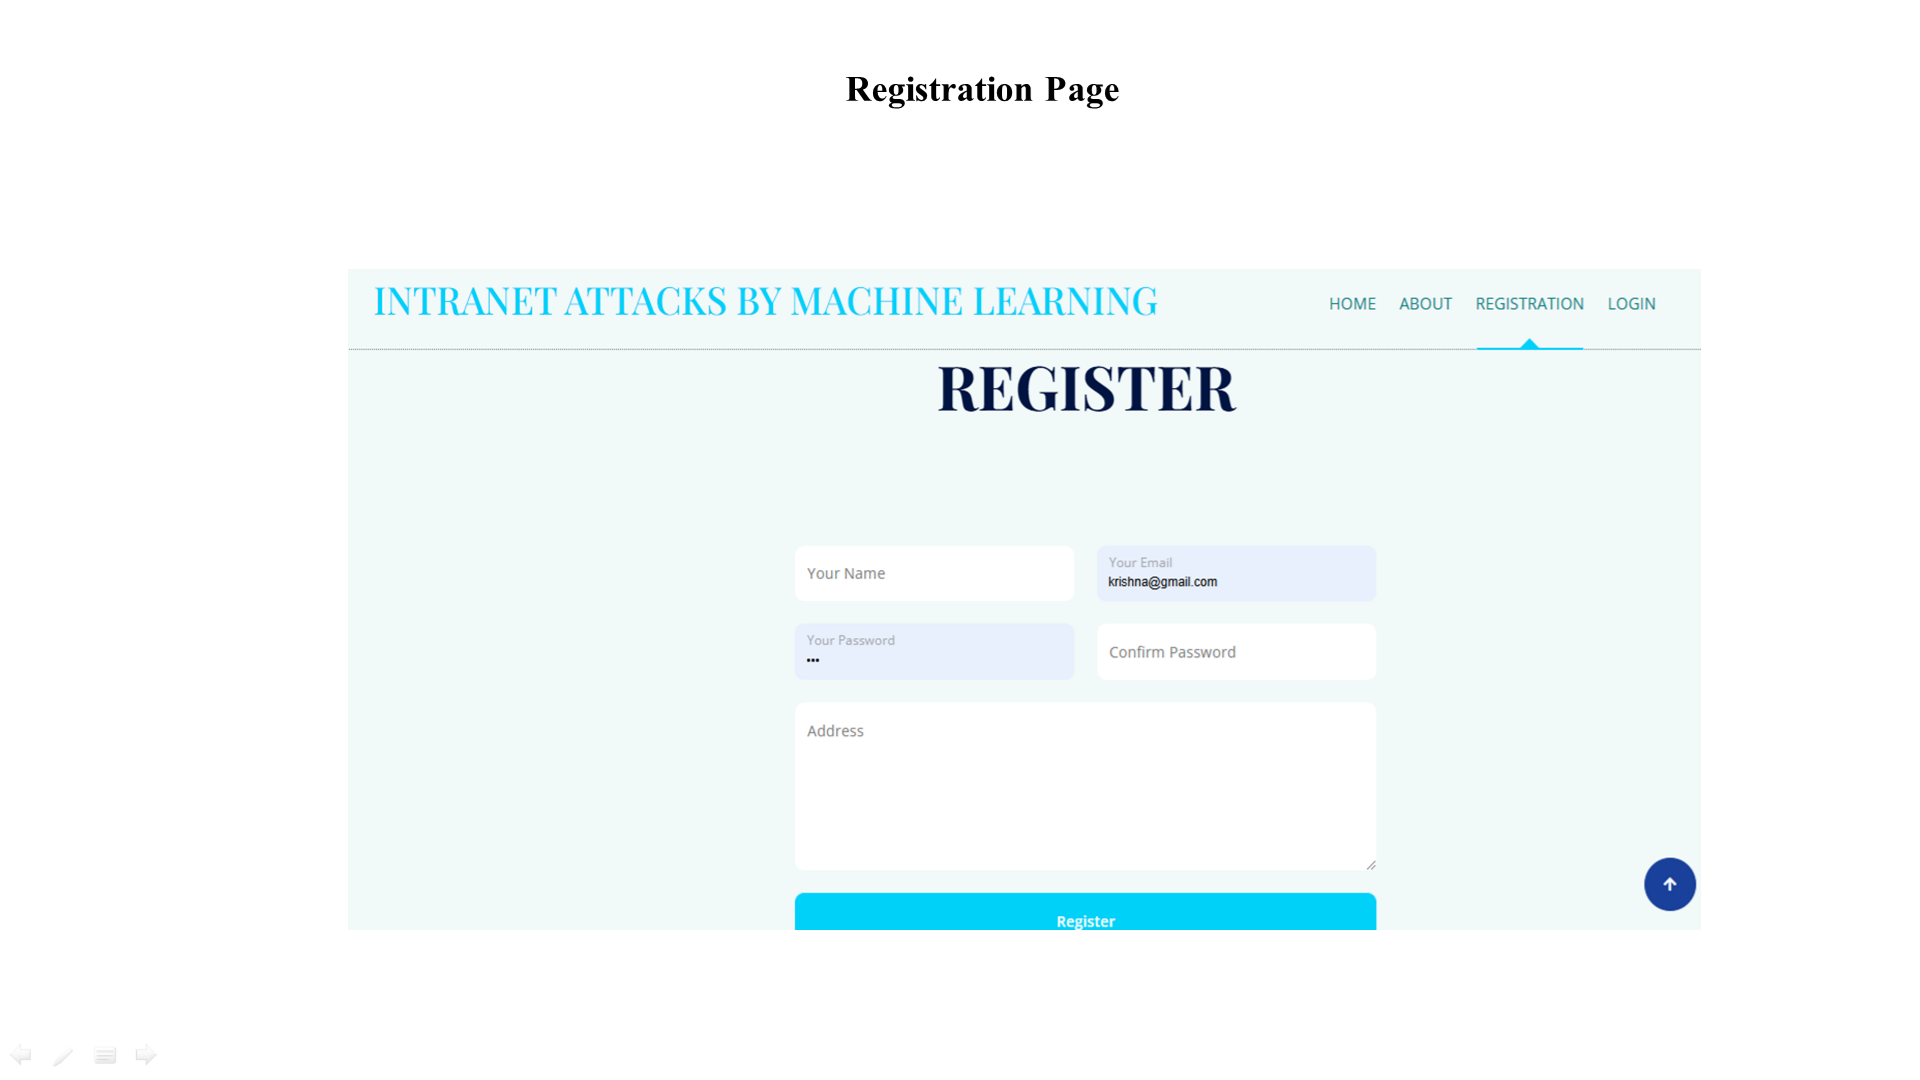 Registration Page
INTRANET ATTACKS BY MACHINE LEARNING
HOME ABOUT REGISTRATION LOGIN
REGISTER
Your Name
Your Email
krishna@gmail.com
Your Password
•••
Confirm Password
Address
Register